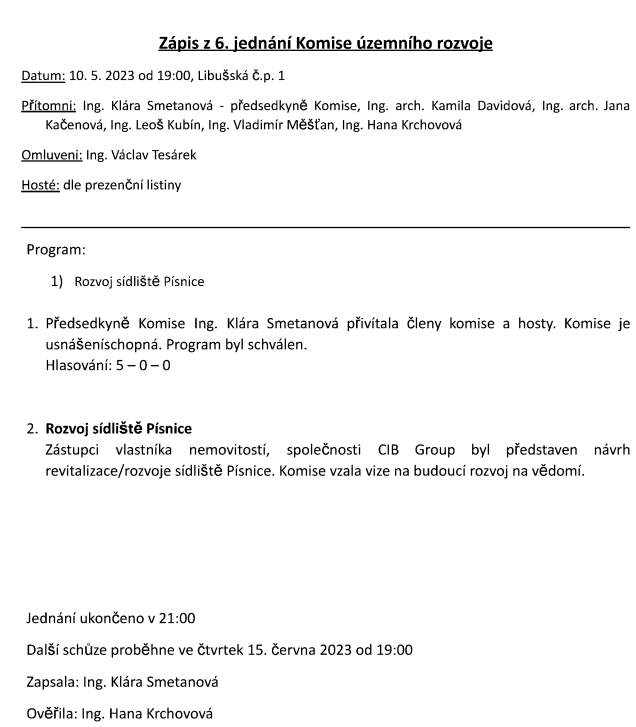 Zápis z 6. jednání Komise územního rozvoje
Datum: 10. 5. 2023 od 19:00, Libušská č.p. 1
Přítomni: Ing. Klára Smetanová - předsedkyně Komise, Ing. arch. Kamila Davidová, Ing. arch. Jana
Kačenová, Ing. Leoš Kubín, Ing. Vladimír Měšťan, Ing. Hana Krchovová
Omluveni: Ing. Václav Tesárek
Hosté: dle prezenční listiny
Program:
1) Rozvoj sídliště Písnice
1. Předsedkyně Komise Ing. Klára Smetanová přivítala členy komise a hosty. Komise je
usnášeníschopná. Program byl schválen.
Hlasování: 5 – 0 – 0
2. Rozvoj sídliště Písnice
Zástupci vlastníka nemovitostí, společnosti CIB Group byl představen návrh
revitalizace/rozvoje sídliště Písnice. Komise vzala vize na budoucí rozvoj na vědomí.
Jednání ukončeno v 21:00
Další schůze proběhne ve čtvrtek 15. června 2023 od 19:00
Zapsala: Ing. Klára Smetanová
Ověřila: Ing. Hana Krchovová